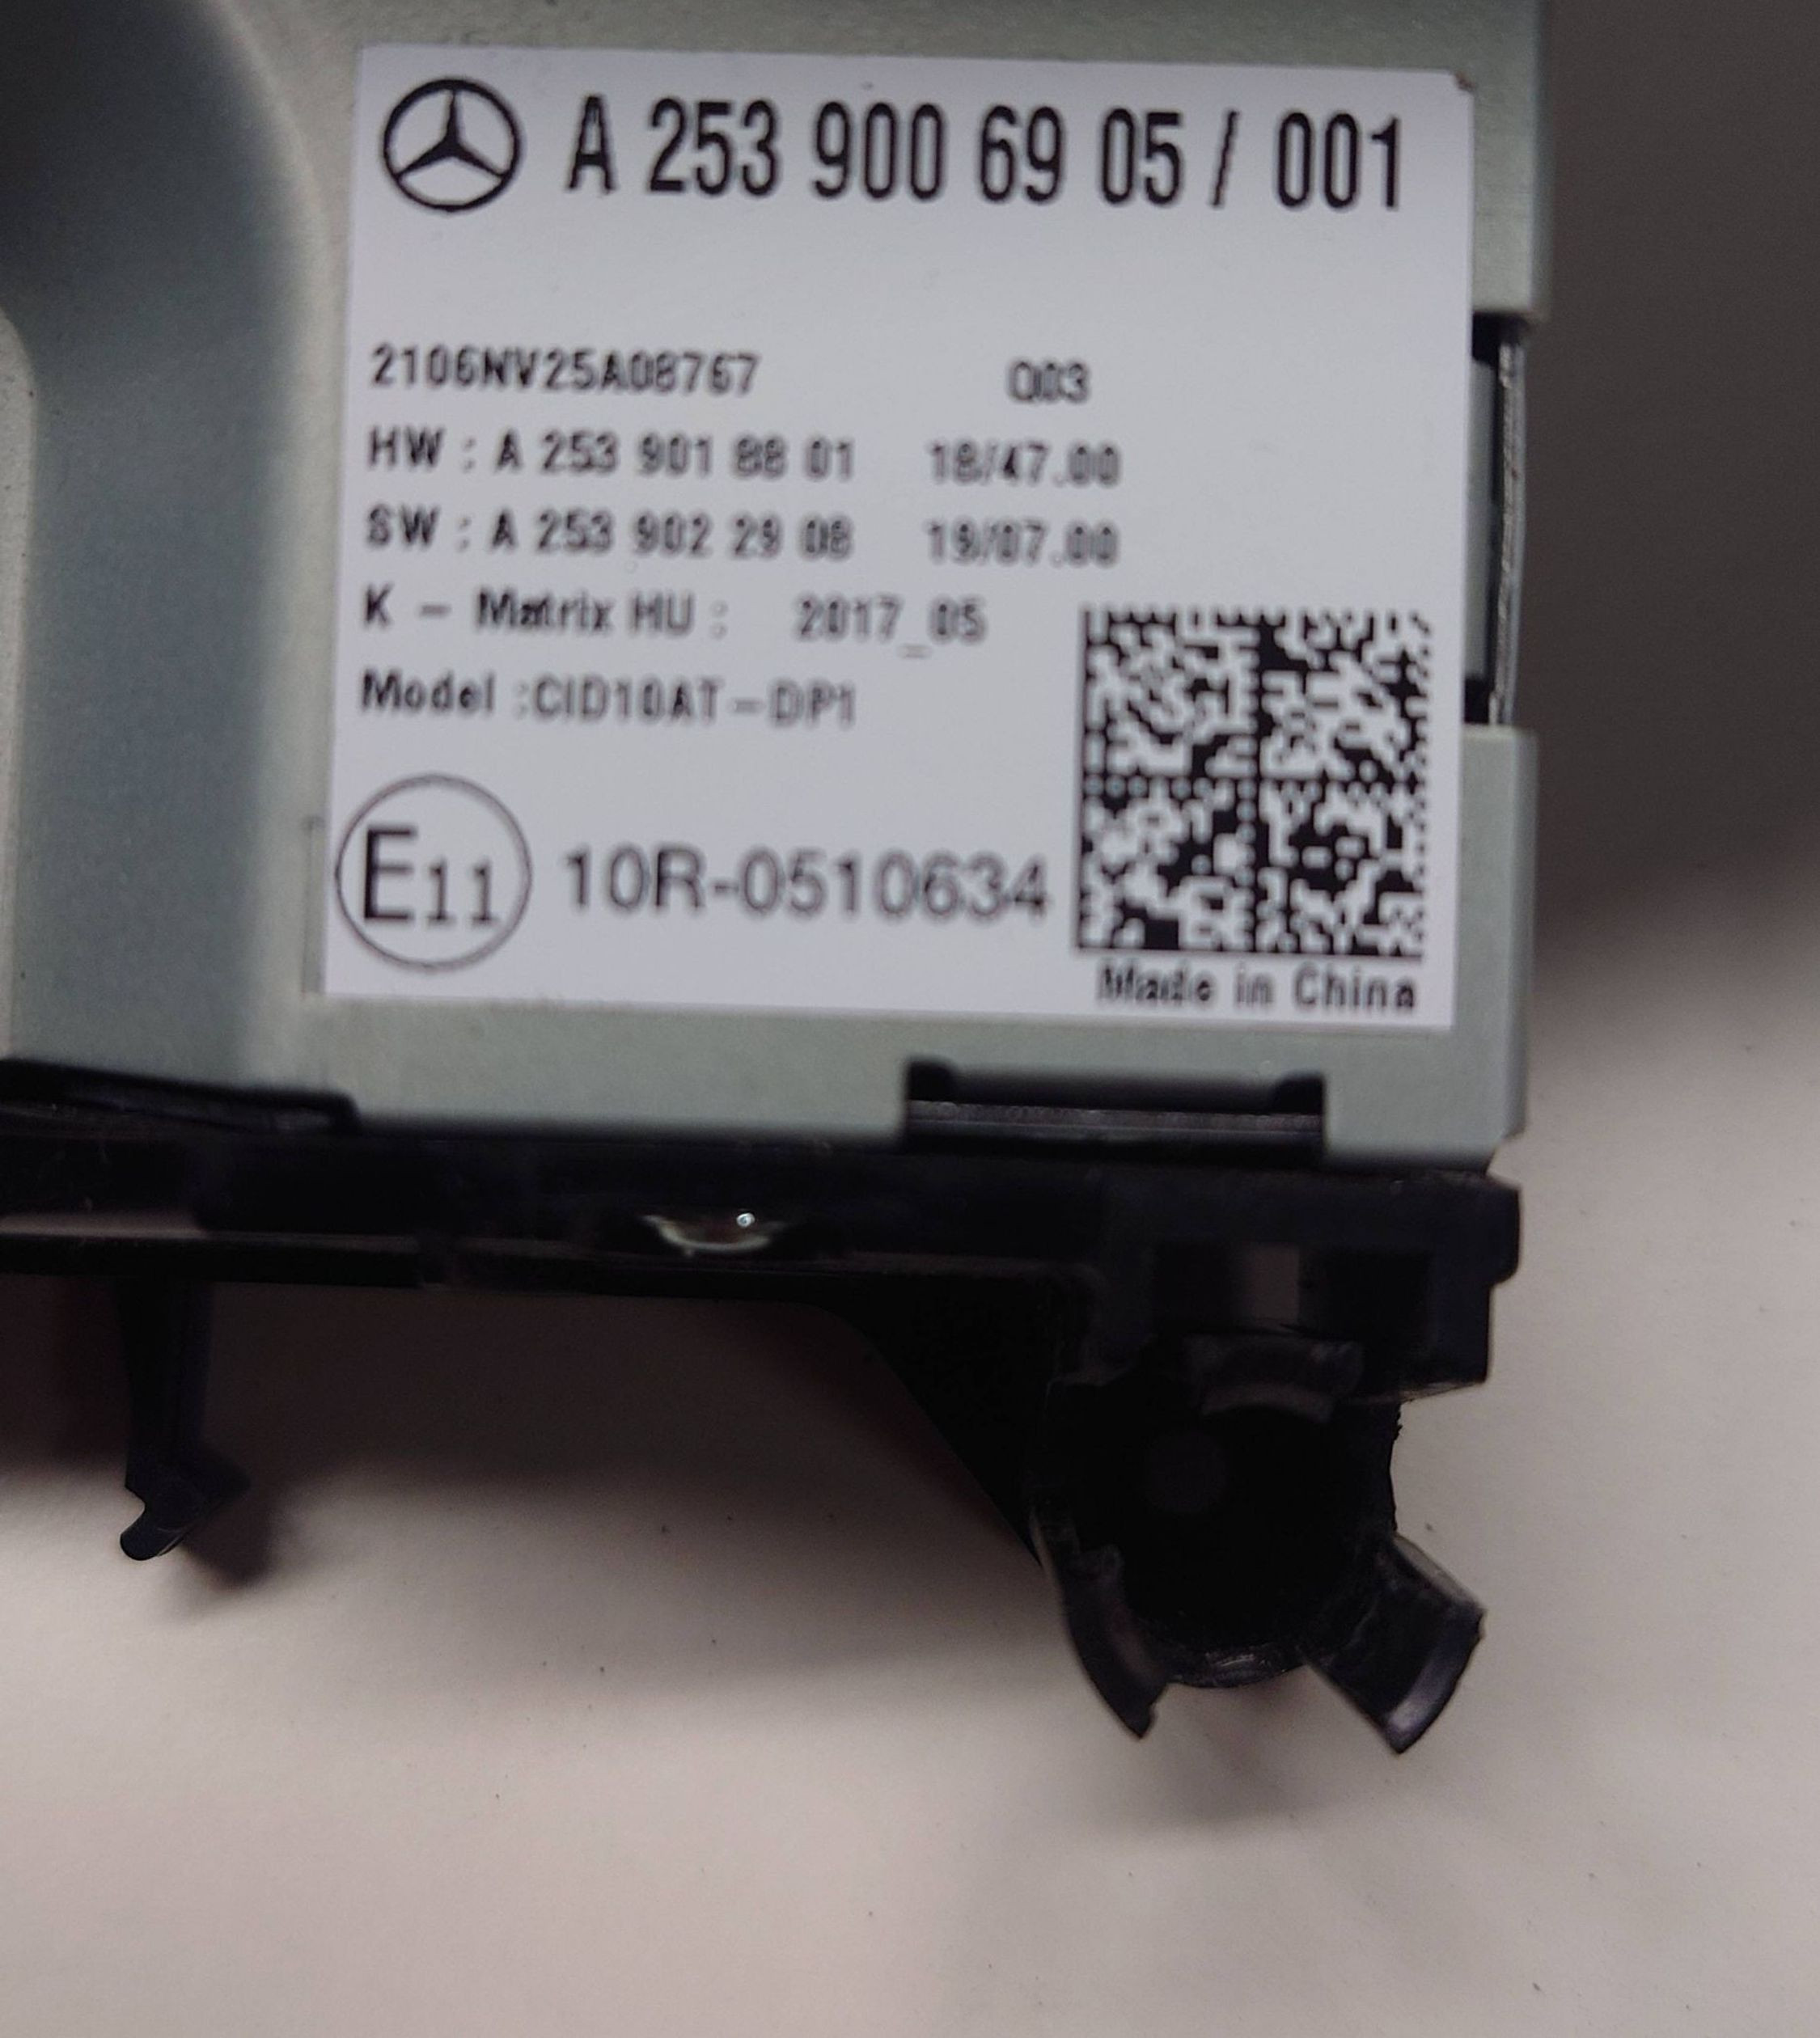 A 253 900 69 05 / 001
2106NV25A08767 Q03
HW : A 253 901 88 01 18/47.00
SW : A 253 902 29 08 19/07.00
K - Matrix HU : 2017_05
Model :CID10AT-DP1
E11 10R-0510634
Made in China